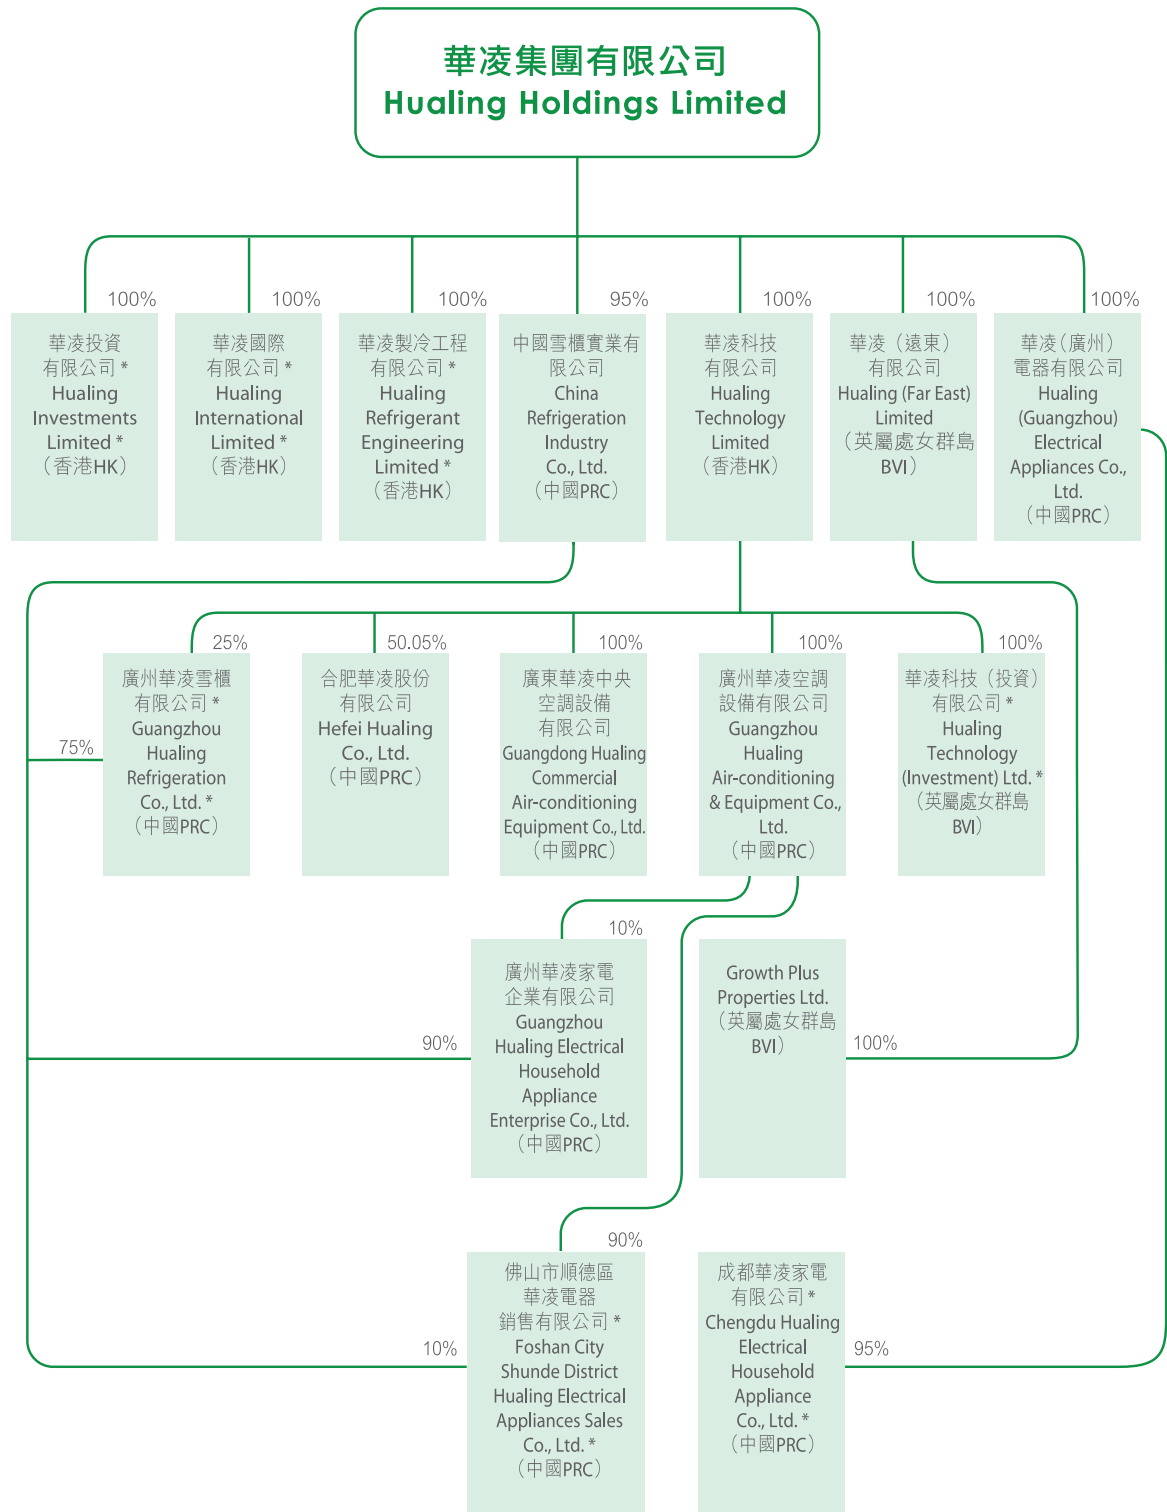 華凌集團有限公司
Hualing Holdings Limited
100%
華凌投資
有限公司 *
Hualing
Investments
Limited *
（香港HK）
100%
華凌國際
有限公司 *
Hualing
International
Limited *
（香港HK）
100%
華凌製冷工程
有限公司 *
Hualing
Refrigerant
Engineering
Limited *
（香港HK）
95%
中國雪櫃實業有
限公司
China
Refrigeration
Industry
Co., Ltd.
（中國PRC）
100%
華凌科技
有限公司
Hualing
Technology
Limited
（香港HK）
100%
華凌（遠東）
有限公司
Hualing (Far East)
Limited
（英屬處女群島
BVI）
100%
華凌（廣州）
電器有限公司
Hualing
(Guangzhou)
Electrical
Appliances Co.,
Ltd.
（中國PRC）
25%
廣州華凌雪櫃
有限公司 *
Guangzhou
Hualing
Refrigeration
Co., Ltd. *
（中國PRC）
75%
50.05%
合肥華凌股份
有限公司
Hefei Hualing
Co., Ltd.
（中國PRC）
100%
廣東華凌中央
空調設備
有限公司
Guangdong Hualing
Commercial
Air-conditioning
Equipment Co., Ltd.
（中國PRC）
100%
廣州華凌空調
設備有限公司
Guangzhou
Hualing
Air-conditioning
& Equipment Co.,
Ltd.
（中國PRC）
100%
華凌科技（投資）
有限公司 *
Hualing
Technology
(Investment) Ltd. *
（英屬處女群島
BVI）
10%
廣州華凌家電
企業有限公司
Guangzhou
Hualing Electrical
Household
Appliance
Enterprise Co., Ltd.
（中國PRC）
90%
Growth Plus
Properties Ltd.
（英屬處女群島
BVI）
100%
90%
佛山市順德區
華凌電器
銷售有限公司 *
Foshan City
Shunde District
Hualing Electrical
Appliances Sales
Co., Ltd. *
（中國PRC）
10%
成都華凌家電
有限公司 *
Chengdu Hualing
Electrical
Household
Appliance
Co., Ltd. *
（中國PRC）
95%